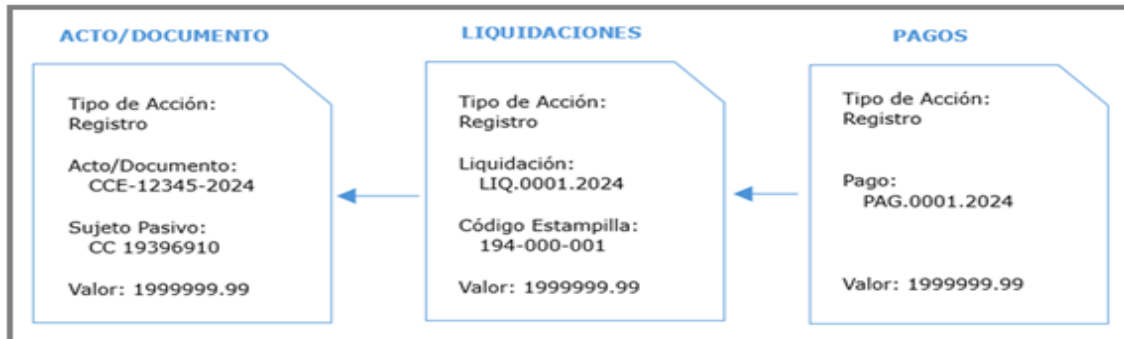 ACTO/DOCUMENTO
Tipo de Acción:
Registro
Acto/Documento:
CCE-12345-2024
Sujeto Pasivo:
CC 19396910
Valor: 1999999.99
LIQUIDACIONES
Tipo de Acción:
Registro
Liquidación:
LIQ.0001.2024
Código Estampilla:
194-000-001
Valor: 1999999.99
PAGOS
Tipo de Acción:
Registro
Pago:
PAG.0001.2024
Valor: 1999999.99